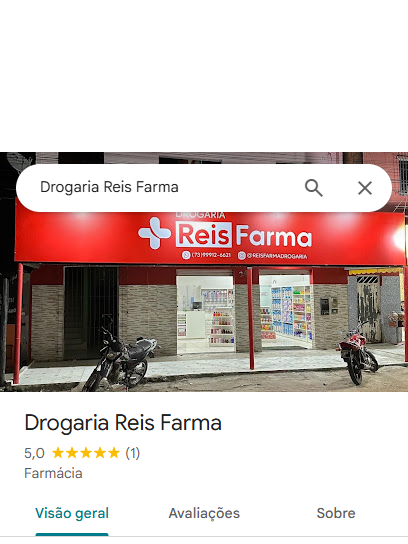 Drogaria Reis Farma
DROGARIA
Reis Farma
(75)99912-6621 @REISFARMADROGARIA
Drogaria Reis Farma
5,0 (1)
Farmácia
Visão geral Avaliações Sobre